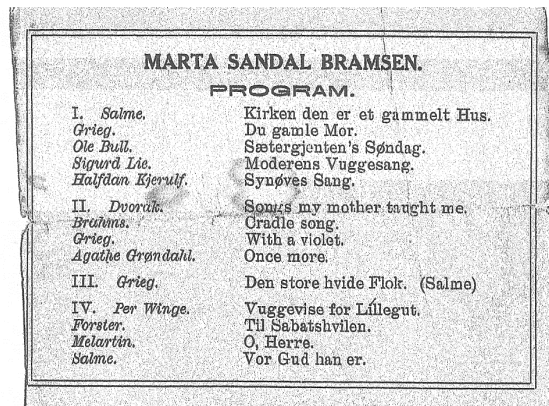 MARTA SANDAL BRAMSEN.
PROGRAM.
I. Salme. Kirken den er et gammelt Hus.
Grieg. Du gamle Mor.
Ole Bull. Sætergjenten's Søndag.
Sigurd Lie. Moderens Vuggesang.
Halfdan Kjerulf. Synøves Sang.
II. Dvorak. Songs my mother taught me.
Brahms. Cradle song.
Grieg. With a violet.
Agathe Grøndahl. Once more.
III. Grieg. Den store hvide Flok. (Salme)
IV. Per Winge. Vuggevise for Lillegut.
Forster. Til Sabatshvilen.
Melartin. O, Herre.
Salme. Vor Gud han er.